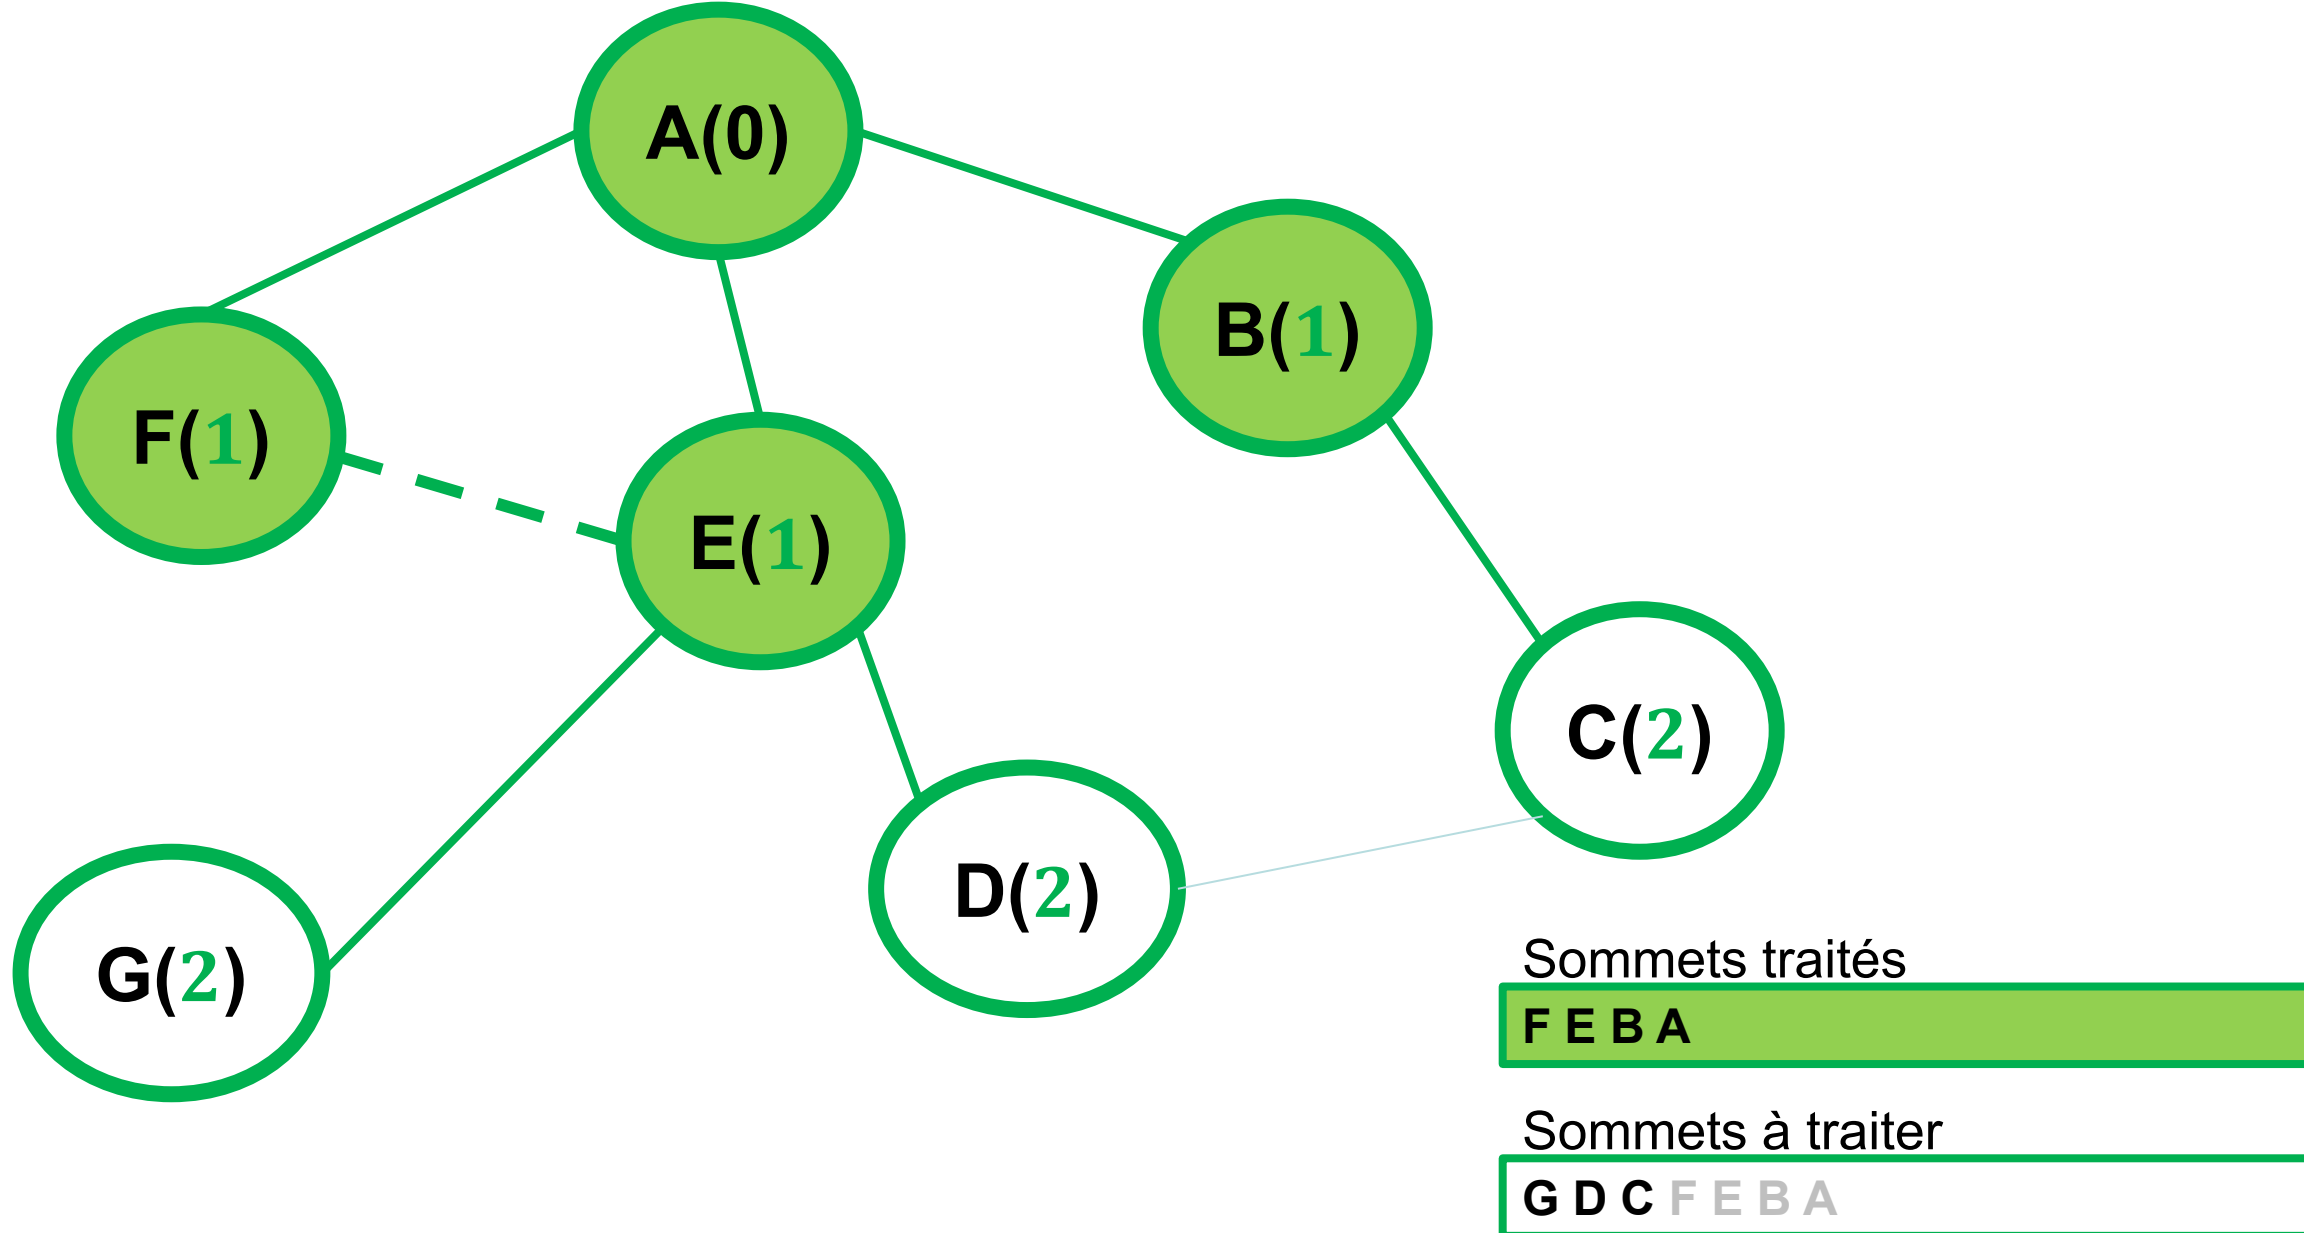 A(0)
B(1)
F(1)
E(1)
C(2)
D(2)
G(2)
Sommets traités
F E B A
Sommets à traiter
G D C F E B A